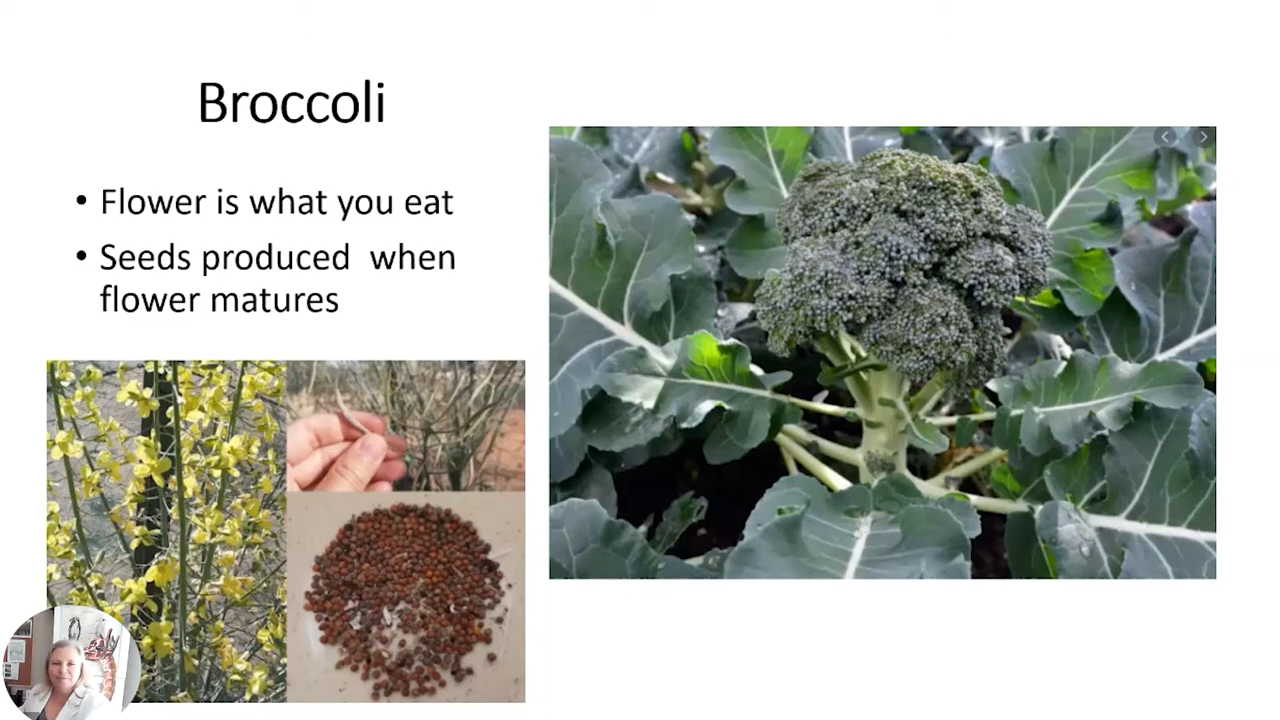 Broccoli
• Flower is what you eat
• Seeds produced  when
flower matures